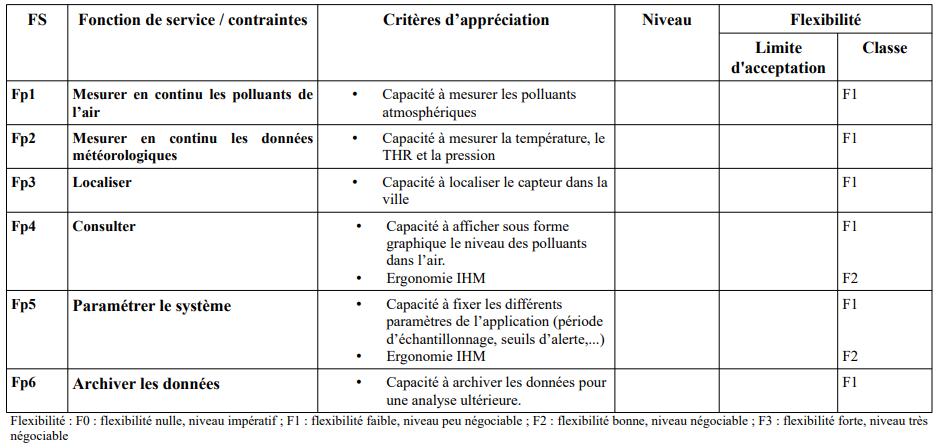 FS Fonction de service / contraintes Critères d'appréciation Niveau Flexibilité
Limite d'acceptation Classe
Fp1 Mesurer en continu les polluants de l'air • Capacité à mesurer les polluants atmosphériques F1
Fp2 Mesurer en continu les données météorologiques • Capacité à mesurer la température, le THR et la pression F1
Fp3 Localiser • Capacité à localiser le capteur dans la ville F1
Fp4 Consulter • Capacité à afficher sous forme graphique le niveau des polluants dans l'air. F1
• Ergonomie IHM F2
Fp5 Paramétrer le système • Capacité à fixer les différents paramètres de l'application (période d'échantillonnage, seuils d'alerte,...) F1
• Ergonomie IHM F2
Fp6 Archiver les données • Capacité à archiver les données pour une analyse ultérieure. F1
Flexibilité : F0 : flexibilité nulle, niveau impératif ; F1 : flexibilité faible, niveau peu négociable ; F2 : flexibilité bonne, niveau négociable ; F3 : flexibilité forte, niveau très
négociable